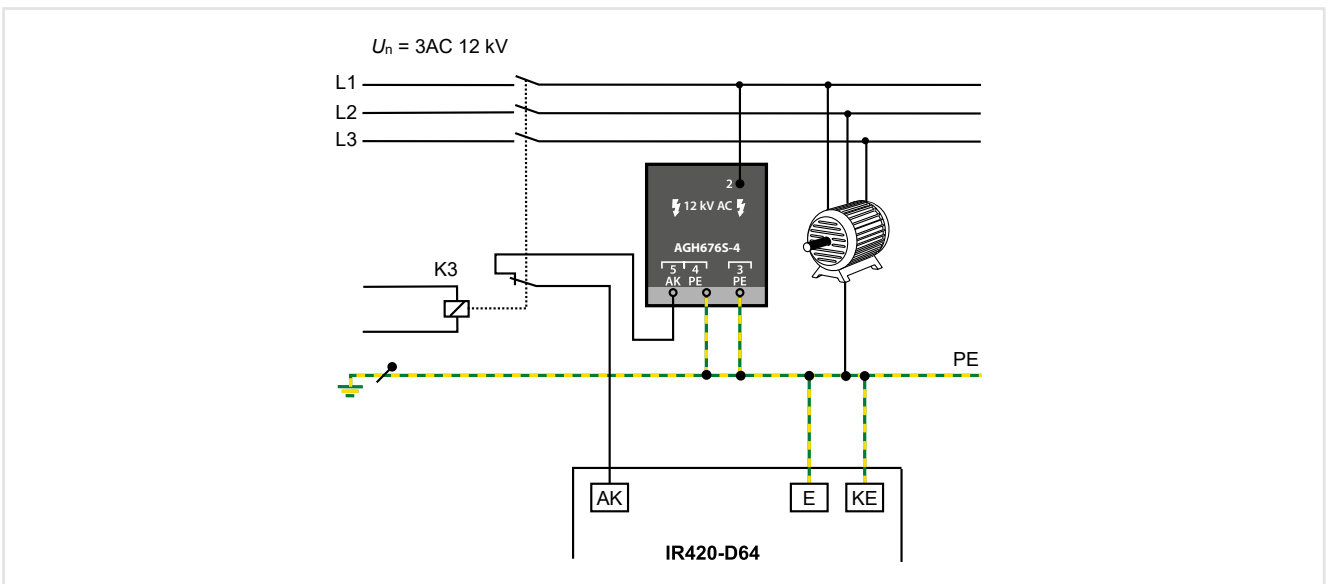 Un = 3AC 12 kV
L1
L2
L3
2
12 kV AC
AGH676S-4
5 4 3
AK PE PE
K3
PE
AK E KE
IR420-D64